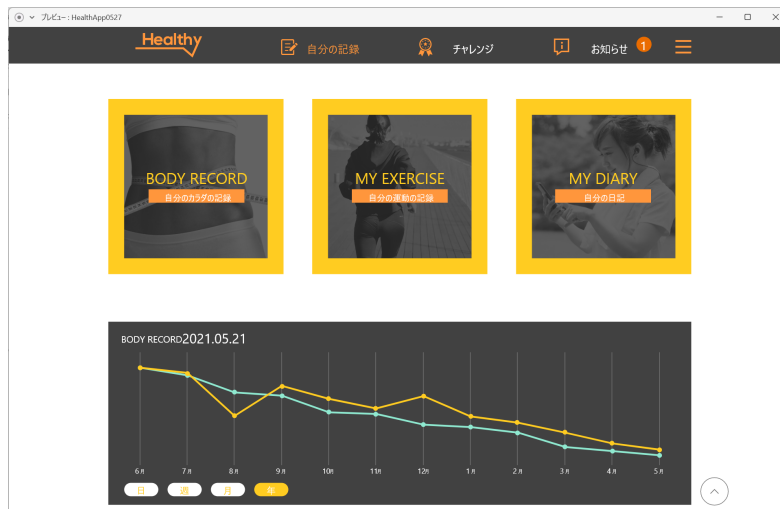 プレビュー: HealthApp0527
Healthy
自分の記録
チャレンジ
お知らせ 1
BODY RECORD
自分のカラダの記録
MY EXERCISE
自分の運動の記録
MY DIARY
自分の日記
BODY RECORD2021.05.21
6月 7月 8月 9月 10月 11月 12月 1月 2月 3月 4月 5月
日 週 月 年